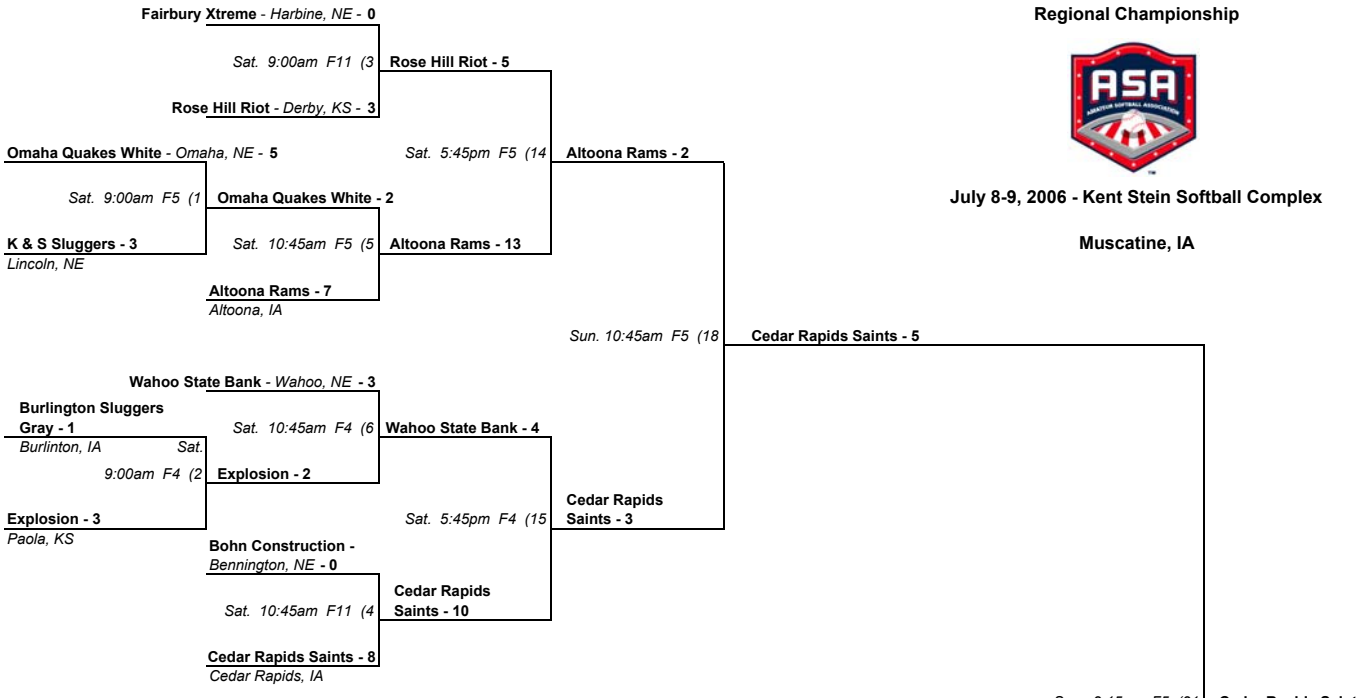 Fairbury Xtreme - Harbine, NE - 0
Regional Championship
ASA
AMATEUR SOFTBALL ASSOCIATION
TM
Sat. 9:00am F11 (3
Rose Hill Riot - 5
Rose Hill Riot - Derby, KS - 3
Omaha Quakes White - Omaha, NE - 5
Sat. 5:45pm F5 (14
Altoona Rams - 2
Sat. 9:00am F5 (1
Omaha Quakes White - 2
July 8-9, 2006 - Kent Stein Softball Complex
K & S Sluggers - 3
Lincoln, NE
Sat. 10:45am F5 (5
Altoona Rams - 13
Muscatine, IA
Altoona Rams - 7
Altoona, IA
Sun. 10:45am F5 (18
Cedar Rapids Saints - 5
Wahoo State Bank - Wahoo, NE - 3
Burlington Sluggers
Gray - 1
Burlinton, IA Sat.
9:00am F4 (2
Sat. 10:45am F4 (6
Wahoo State Bank - 4
Explosion - 2
Explosion - 3
Paola, KS
Sat. 5:45pm F4 (15
Cedar Rapids
Saints - 3
Bohn Construction -
Bennington, NE - 0
Sat. 10:45am F11 (4
Cedar Rapids
Saints - 10
Cedar Rapids Saints - 8
Cedar Rapids, IA